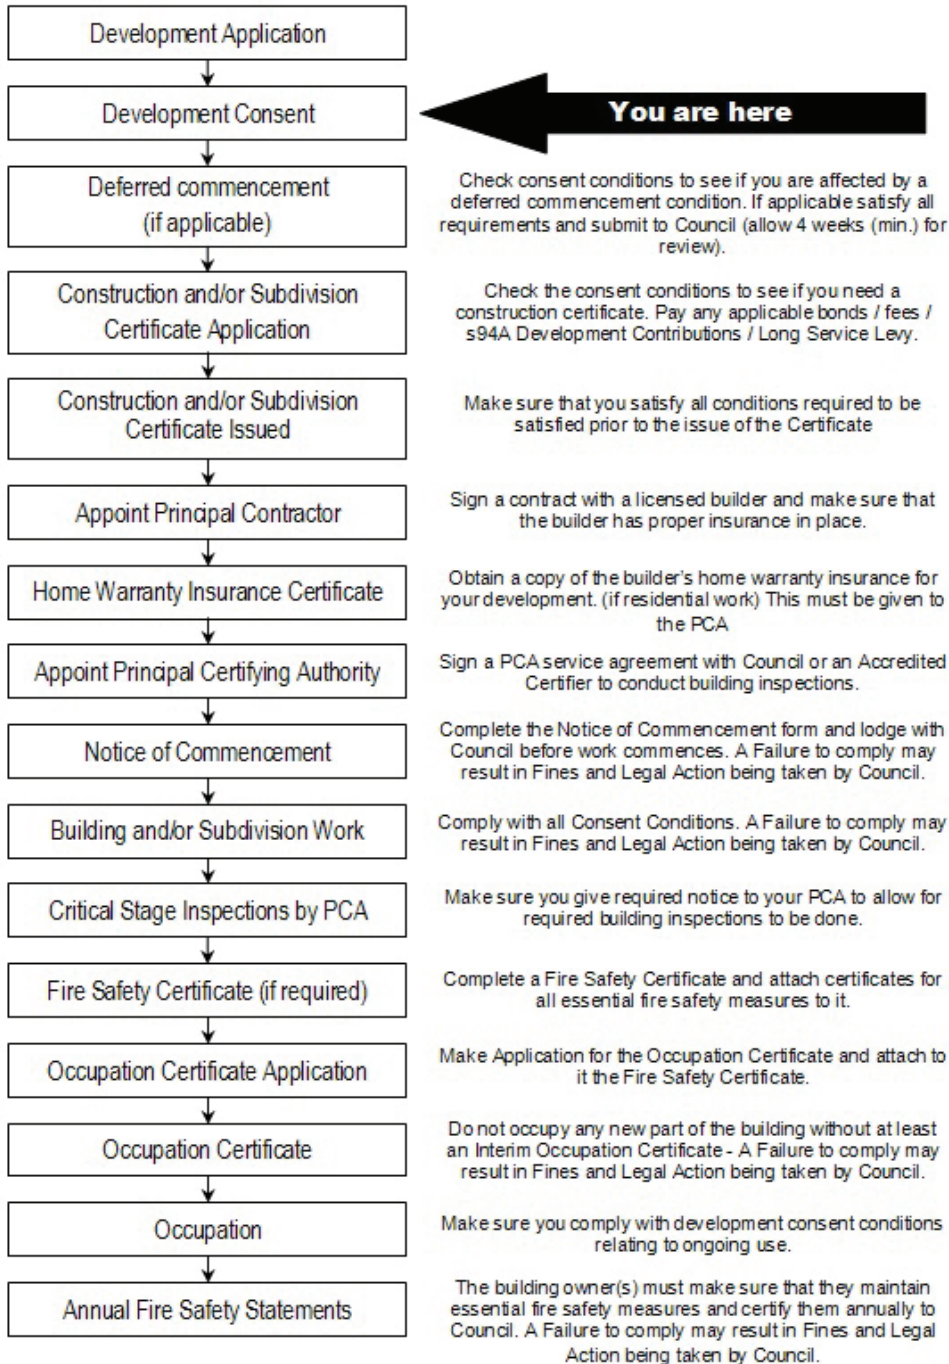 Development Application
Development Consent
You are here
Deferred commencement
(if applicable)
Check consent conditions to see if you are affected by a
deferred commencement condition. If applicable satisfy all
requirements and submit to Council (allow 4 weeks (min.) for
review).
Construction and/or Subdivision
Certificate Application
Check the consent conditions to see if you need a
construction certificate. Pay any applicable bonds / fees /
s94A Development Contributions / Long Service Levy.
Construction and/or Subdivision
Certificate Issued
Make sure that you satisfy all conditions required to be
satisfied prior to the issue of the Certificate
Appoint Principal Contractor
Sign a contract with a licensed builder and make sure that
the builder has proper insurance in place.
Home Warranty Insurance Certificate
Obtain a copy of the builder's home warranty insurance for
your development. (if residential work) This must be given to
the PCA
Appoint Principal Certifying Authority
Sign a PCA service agreement with Council or an Accredited
Certifier to conduct building inspections.
Notice of Commencement
Complete the Notice of Commencement form and lodge with
Council before work commences. A Failure to comply may
result in Fines and Legal Action being taken by Council.
Building and/or Subdivision Work
Comply with all Consent Conditions. A Failure to comply may
result in Fines and Legal Action being taken by Council.
Critical Stage Inspections by PCA
Make sure you give required notice to your PCA to allow for
required building inspections to be done.
Fire Safety Certificate (if required)
Complete a Fire Safety Certificate and attach certificates for
all essential fire safety measures to it.
Occupation Certificate Application
Make Application for the Occupation Certificate and attach to
it the Fire Safety Certificate.
Occupation Certificate
Do not occupy any new part of the building without at least
an Interim Occupation Certificate - A Failure to comply may
result in Fines and Legal Action being taken by Council.
Occupation
Make sure you comply with development consent conditions
relating to ongoing use.
Annual Fire Safety Statements
The building owner(s) must make sure that they maintain
essential fire safety measures and certify them annually to
Council. A Failure to comply may result in Fines and Legal
Action being taken by Council.